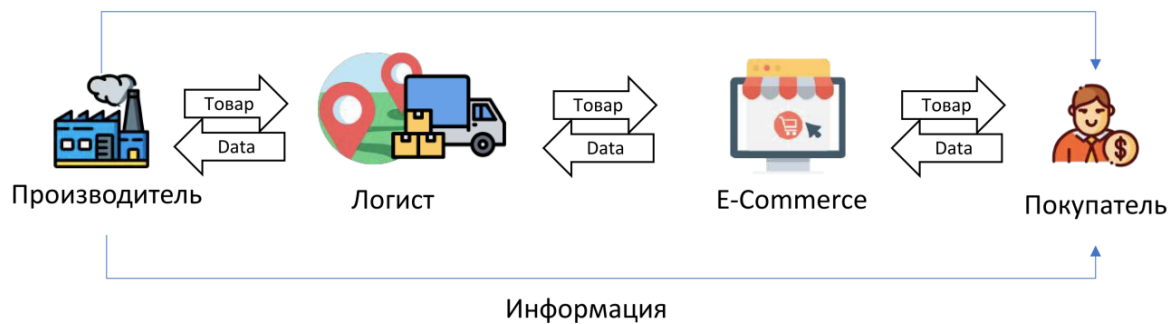 Товар
Data
Товар
Data
Товар
Data
Производитель
Логист
E-Commerce
Покупатель
$
Информация